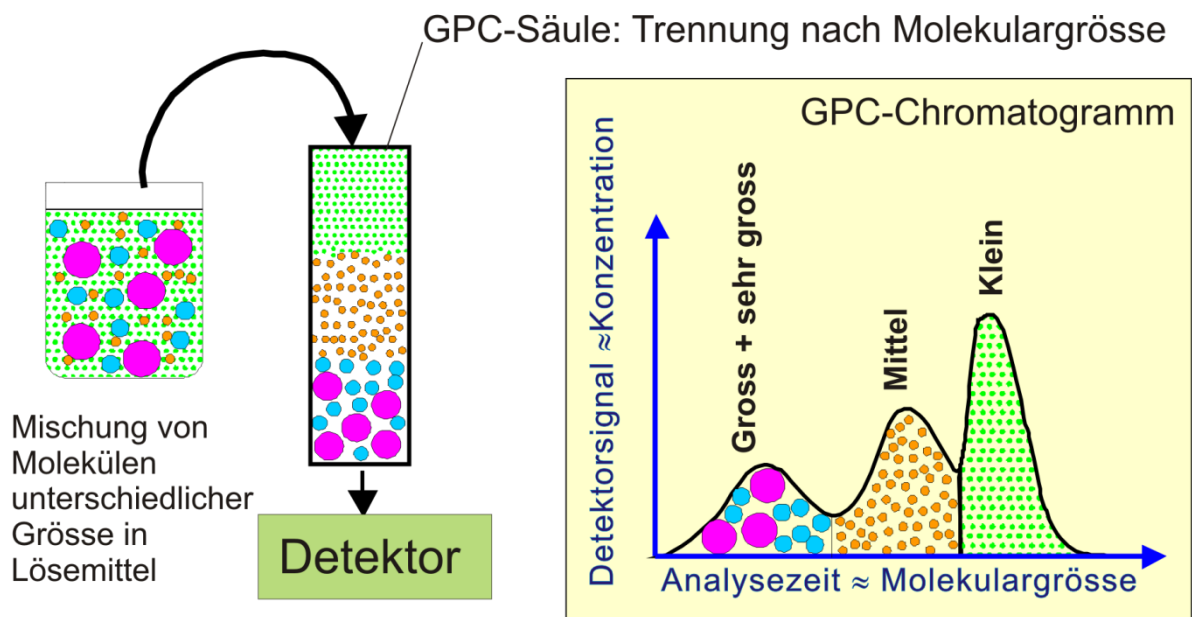 GPC-Säule: Trennung nach Molekulargrösse
Mischung von
Molekülen
unterschiedlicher
Grösse in
Lösemittel
Detektor
GPC-Chromatogramm
Detektorsignal ≈Konzentration
Gross + sehr gross
Mittel
Klein
Analysezeit ≈ Molekulargrösse